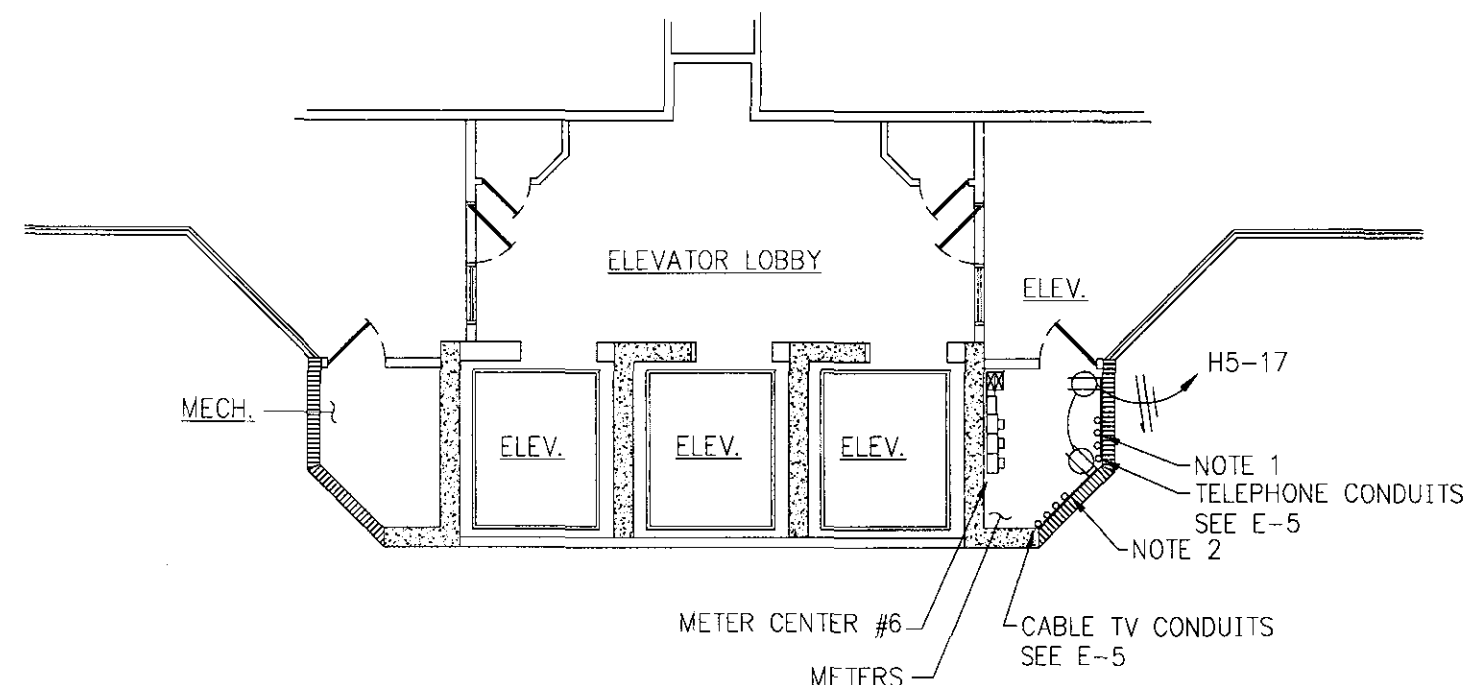 ELEVATOR LOBBY
ELEV.
H5-17
MECH.
ELEV.
ELEV.
ELEV.
NOTE 1
TELEPHONE CONDUITS
SEE E-5
NOTE 2
METER CENTER #6
CABLE TV CONDUITS
SEE E-5
METERS